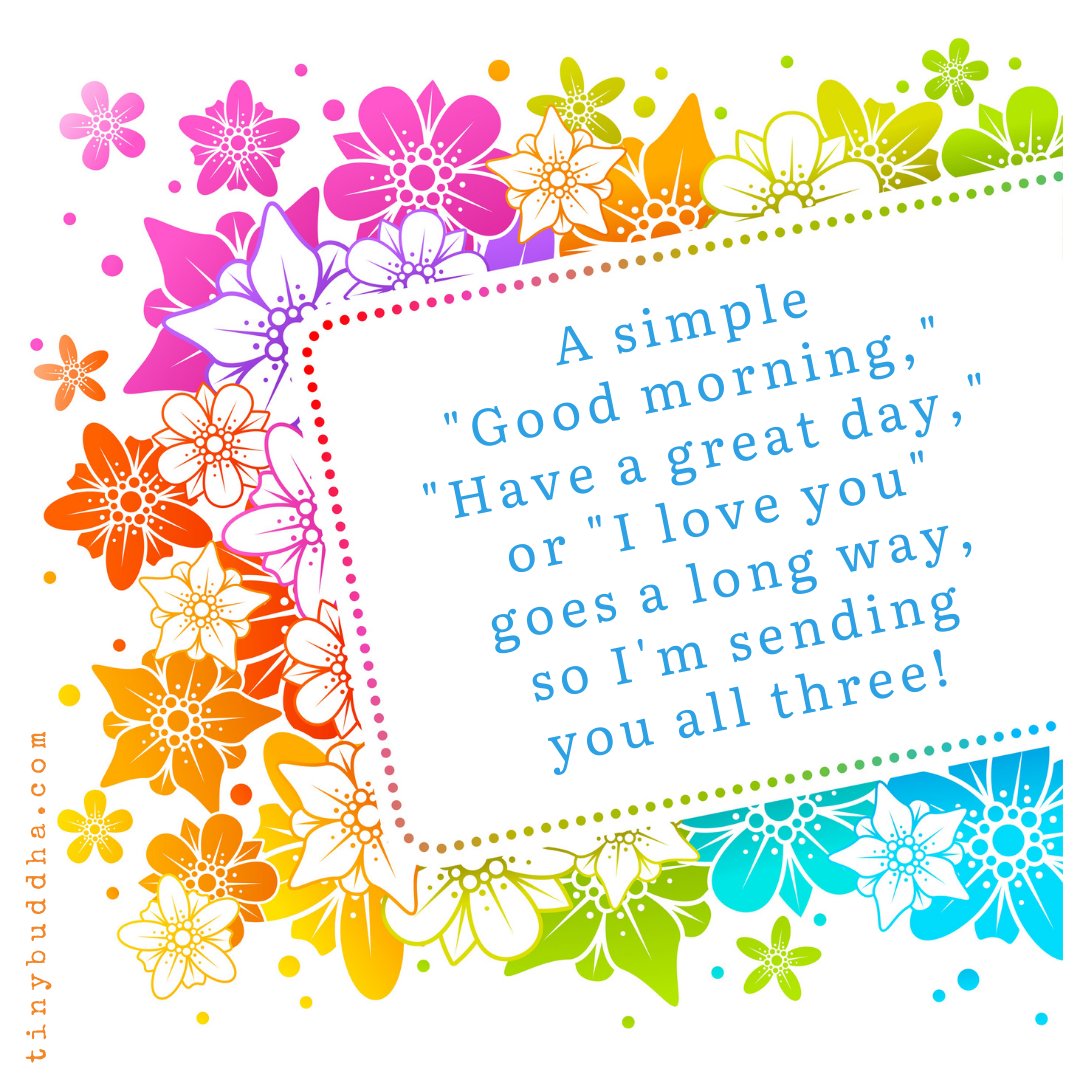 A simple
"Good morning,"
"Have a great day,"
or "I love you"
goes a long way,
so I'm sending
you all three!
tinybuddha.com